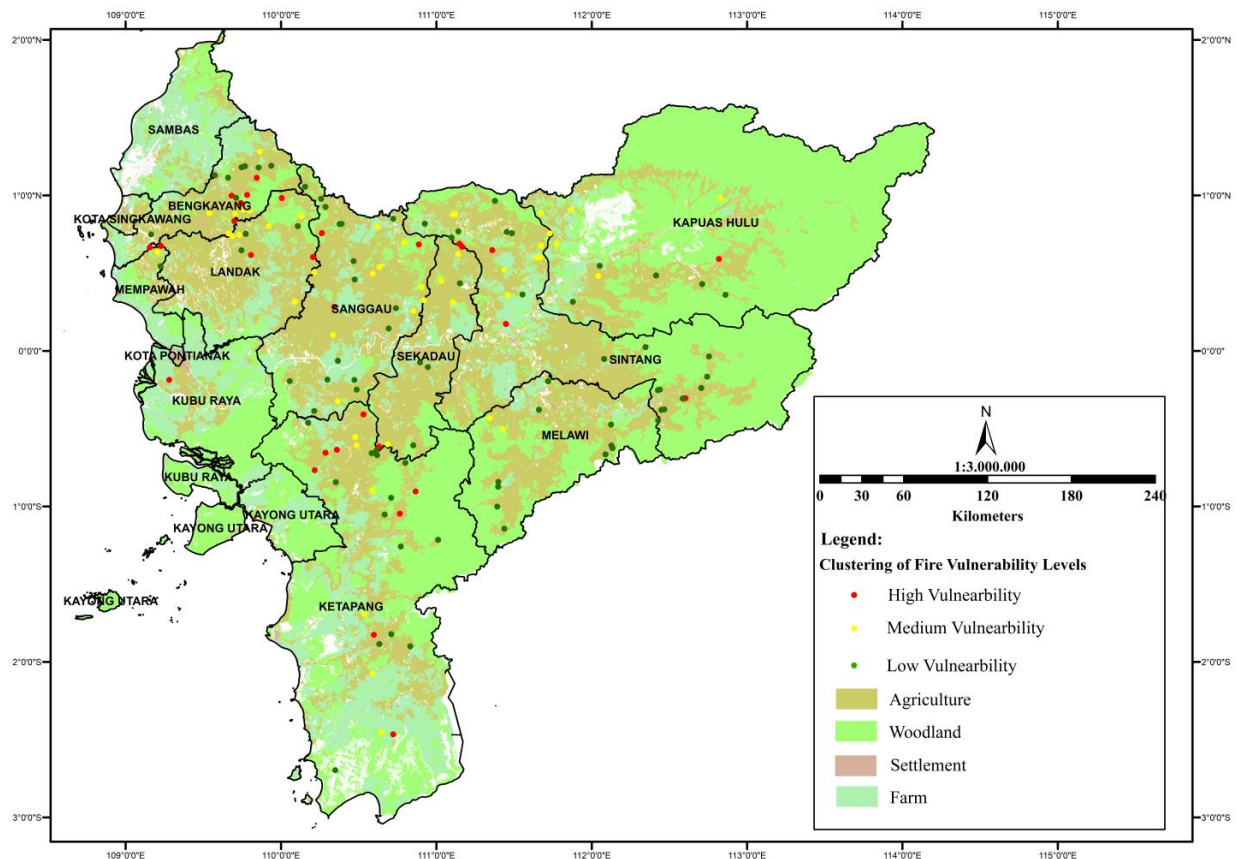 109°0'0"E 110°0'0"E 111°0'0"E 112°0'0"E 113°0'0"E 114°0'0"E 115°0'0"E
2°0'0"N 2°0'0"N
SAMBAS
1°0'0"N 1°0'0"N
BENGKAYANG
KOTA SINGKAWANG
KAPUAS HULU
LANDAK
MEMPAWAH
SANGGAU
KOTA PONTIANAK
SEKADAU
SINTANG
0°0'0" 0°0'0"
KUBU RAYA
MELAWI
KUBU RAYA
KAYONG UTARA
KAYONG UTARA
1°0'0"S 1°0'0"S
KAYONG UTARA
KETAPANG
2°0'0"S 2°0'0"S
3°0'0"S 3°0'0"S
N
1:3.000.000
0 30 60 120 180 240
Kilometers
Legend:
Clustering of Fire Vulnerability Levels
High Vulnearbility
Medium Vulnearbility
Low Vulnearbility
Agriculture
Woodland
Settlement
Farm
109°0'0"E 110°0'0"E 111°0'0"E 112°0'0"E 113°0'0"E 114°0'0"E 115°0'0"E